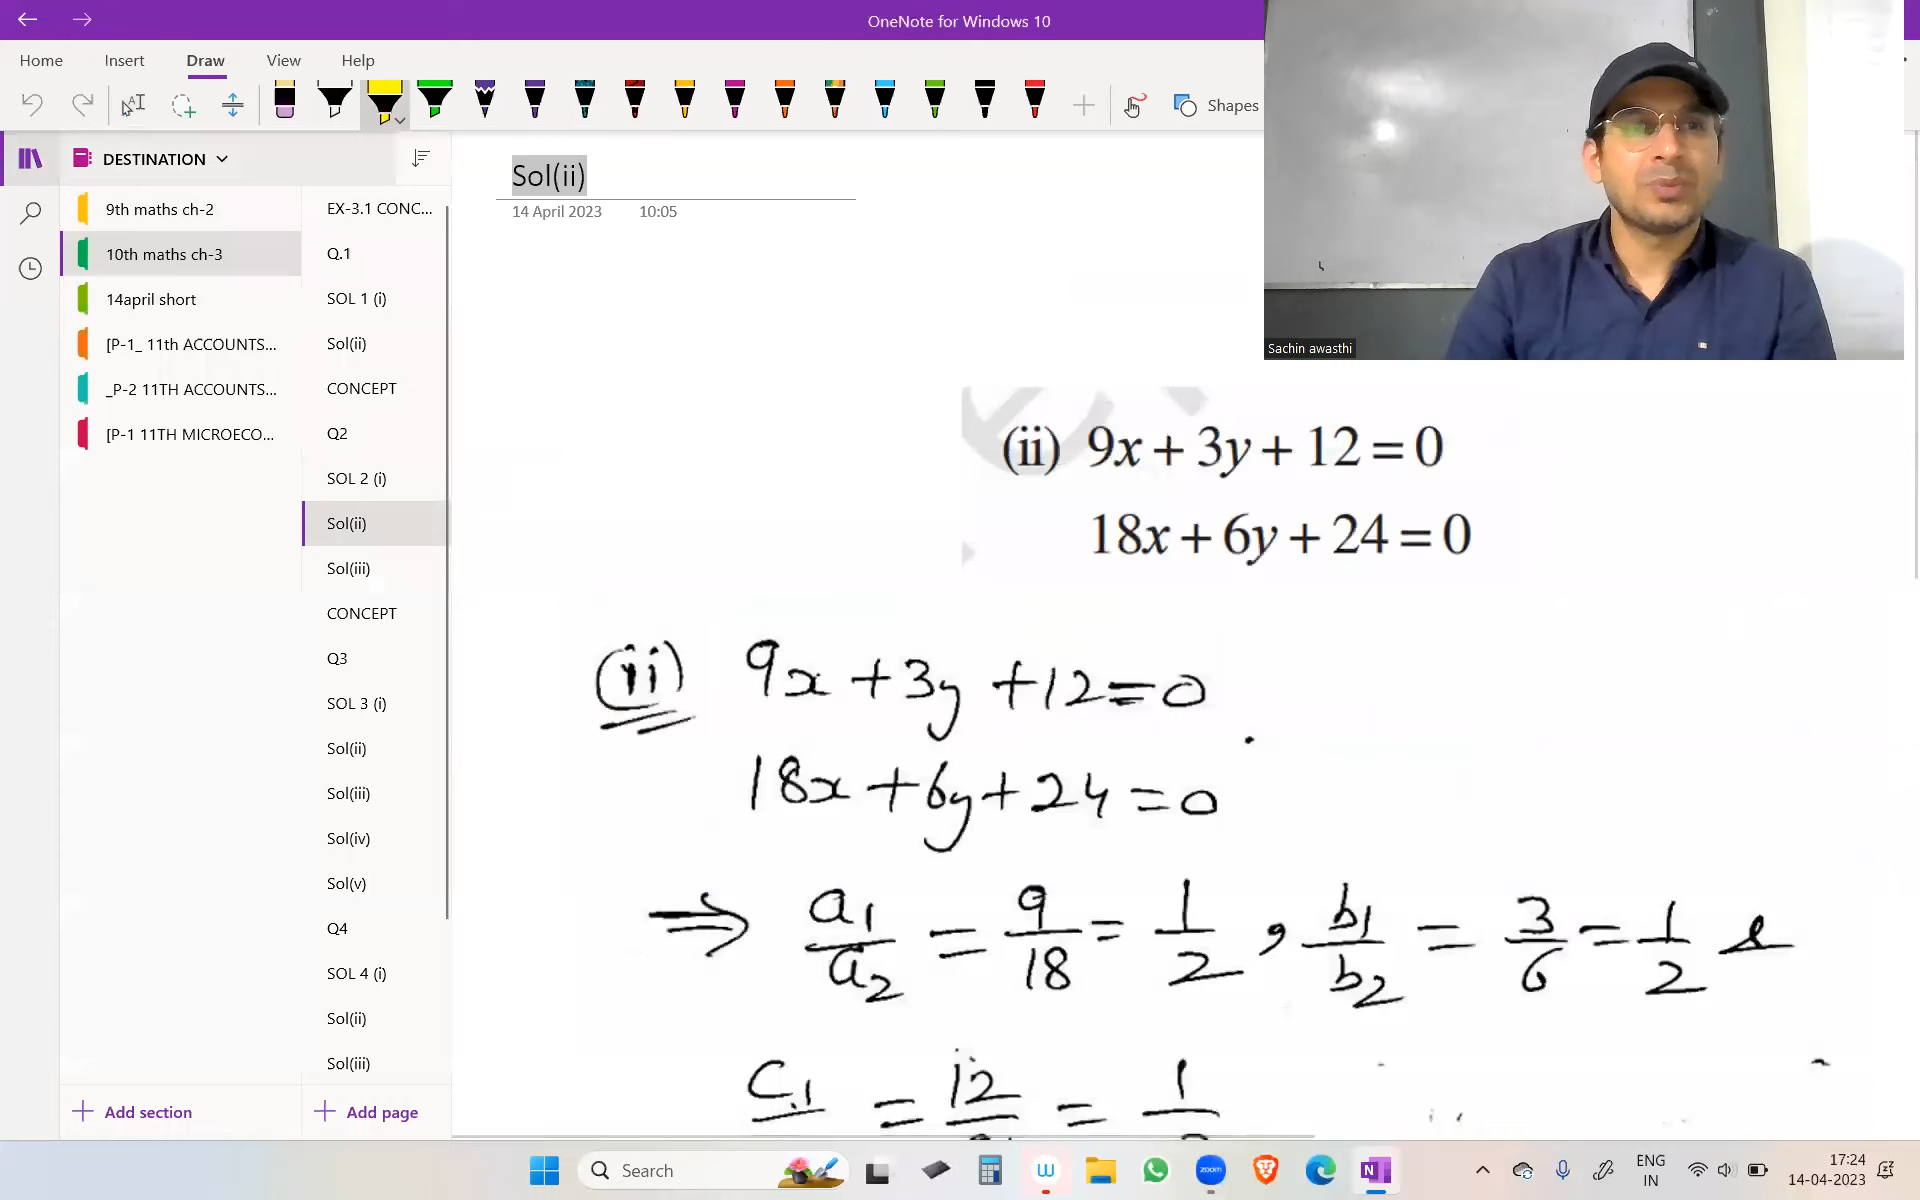 OneNote for Windows 10
Home Insert Draw View Help
Shapes
DESTINATION
9th maths ch-2
10th maths ch-3
14april short
[P-1_ 11th ACCOUNTS...
_P-2 11TH ACCOUNTS...
[P-1 11TH MICROECO...
Add section
EX-3.1 CONC...
Q.1
SOL 1 (i)
Sol(ii)
CONCEPT
Q2
SOL 2 (i)
Sol(ii)
Sol(iii)
CONCEPT
Q3
SOL 3 (i)
Sol(ii)
Sol(iii)
Sol(iv)
Sol(v)
Q4
SOL 4 (i)
Sol(ii)
Sol(iii)
Add page
Sol(ii)
14 April 2023 10:05
Sachin awasthi
(ii) 9x + 3y + 12 = 0
18x + 6y + 24 = 0
(ii) 9x + 3y + 12 = 0
18x + 6y + 24 = 0
⇒ a1/a2 = 9/18 = 1/2 , b1/b2 = 3/6 = 1/2 &
C1 = 12 = 1
Search
zoom
ENG
IN
17:24
14-04-2023